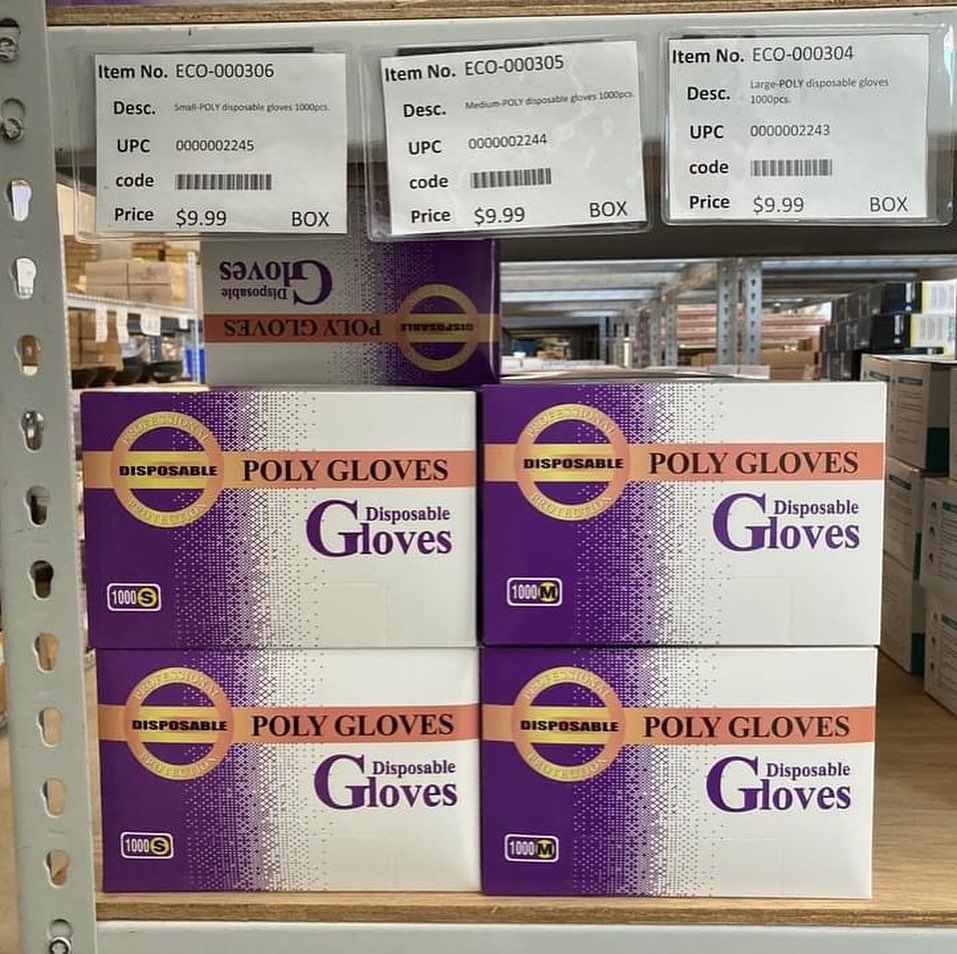 Item No. ECO-000306
Desc. Small-POLY disposable gloves 1000pcs.
UPC 0000002245
code
Price $9.99 BOX
Item No. ECO-000305
Desc. Medium-POLY disposable gloves 1000pcs.
UPC 0000002244
code
Price $9.99 BOX
Item No. ECO-000304
Desc. Large-POLY disposable gloves
1000pcs.
UPC 0000002243
code
Price $9.99 BOX
Disposable
Gloves
POLY GLOVES
DISPOSABLE
PROFESSIONAL
DISPOSABLE
PROTECTION
POLY GLOVES
Disposable
Gloves
1000 S
PROFESSIONAL
DISPOSABLE
PROTECTION
POLY GLOVES
Disposable
Gloves
1000 M
PROFESSIONAL
DISPOSABLE
PROTECTION
POLY GLOVES
Disposable
Gloves
1000 S
PROFESSIONAL
DISPOSABLE
PROTECTION
POLY GLOVES
Disposable
Gloves
1000 M